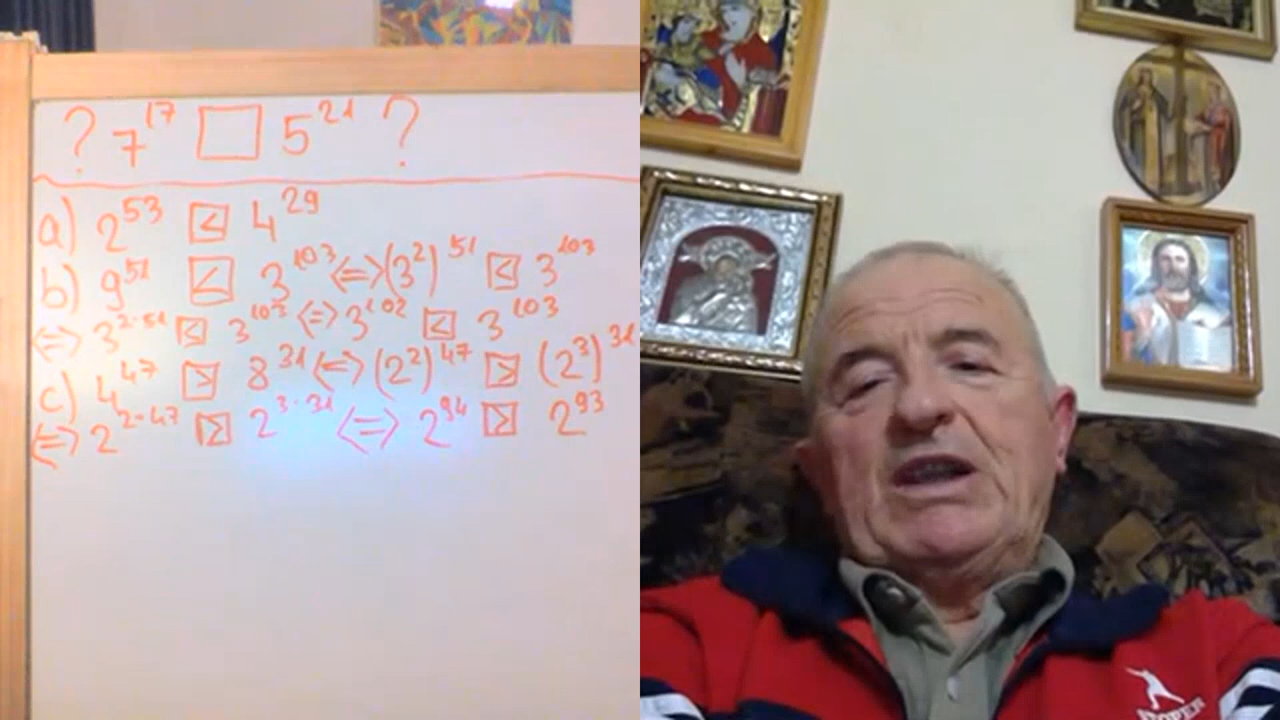 ? 7^17 □ 5^21 ?
a) 2^53 < 4^29
b) 9^51 < 3^103 <=> (3^2)^51 < 3^103
<=> 3^2·51 < 3^103 <=> 3^102 < 3^103
c) 4^47 > 8^31 <=> (2^2)^47 > (2^3)^31
<=> 2^2·47 > 2^3·31 <=> 2^94 > 2^93